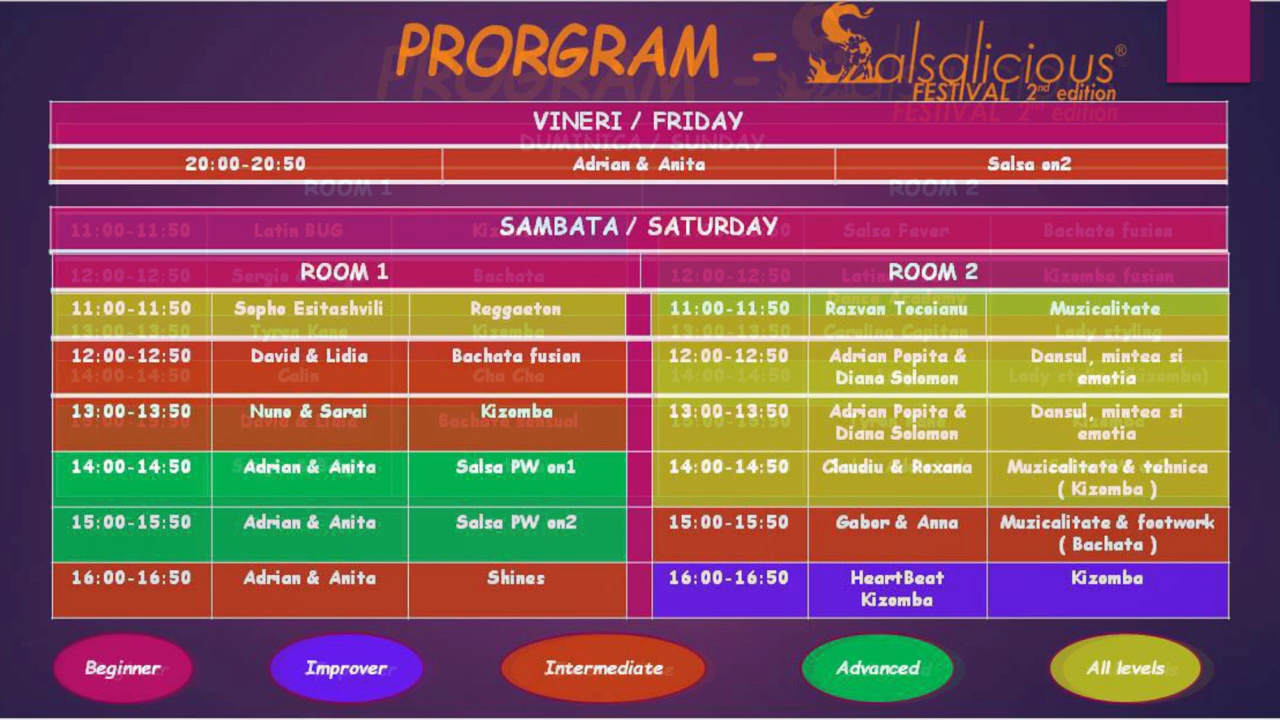 PRORGRAM - Salsalicious®
FESTIVAL 2nd edition
VINERI / FRIDAY
20:00-20:50 Adrian & Anita Salsa on2
SAMBATA / SATURDAY
ROOM 1 ROOM 2
11:00-11:50 Sopho Esitashvili Reggaeton 11:00-11:50 Razvan Tocoianu Muzicalitate
12:00-12:50 David & Lidia Bachata fusion 12:00-12:50 Adrian Popita & Dansul, mintea si
Diana Solomon emotia
13:00-13:50 Nuno & Sarai Kizomba 13:00-13:50 Adrian Popita & Dansul, mintea si
Diana Solomon emotia
14:00-14:50 Adrian & Anita Salsa PW on1 14:00-14:50 Claudiu & Roxana Muzicalitate & tehnica
( Kizomba )
15:00-15:50 Adrian & Anita Salsa PW on2 15:00-15:50 Gabor & Anna Muzicalitate & footwork
( Bachata )
16:00-16:50 Adrian & Anita Shines 16:00-16:50 HeartBeat Kizomba
Kizomba
Beginner Improver Intermediate Advanced All levels